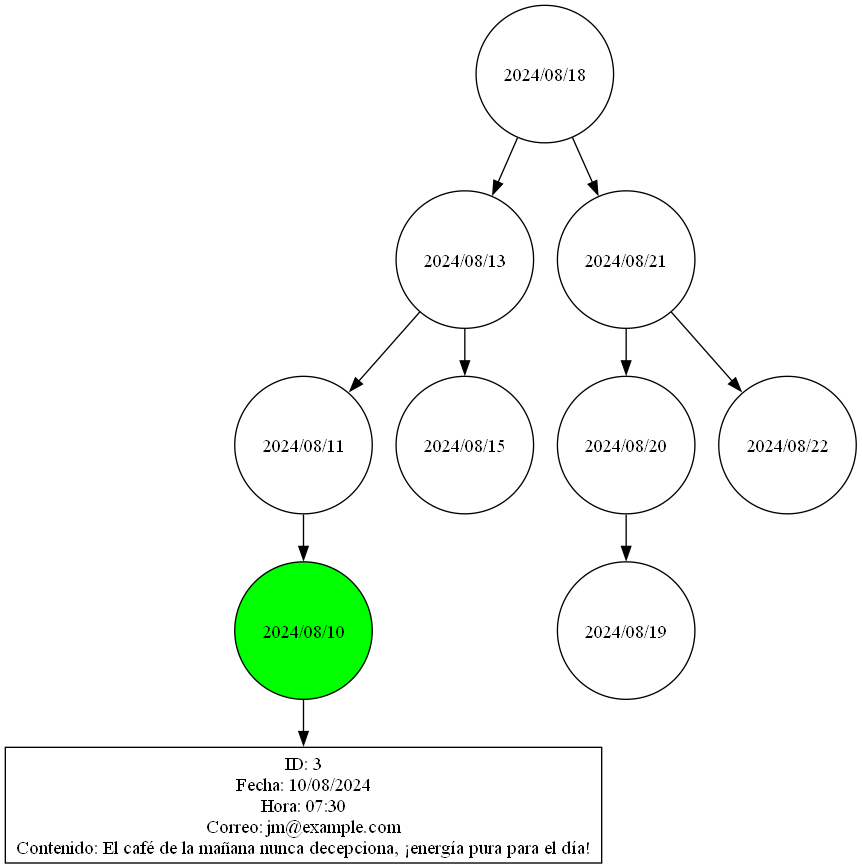 2024/08/18
2024/08/13
2024/08/21
2024/08/11
2024/08/15
2024/08/20
2024/08/22
2024/08/10
2024/08/19
ID: 3
Fecha: 10/08/2024
Hora: 07:30
Correo: jm@example.com
Contenido: El café de la mañana nunca decepciona, ¡energía pura para el día!